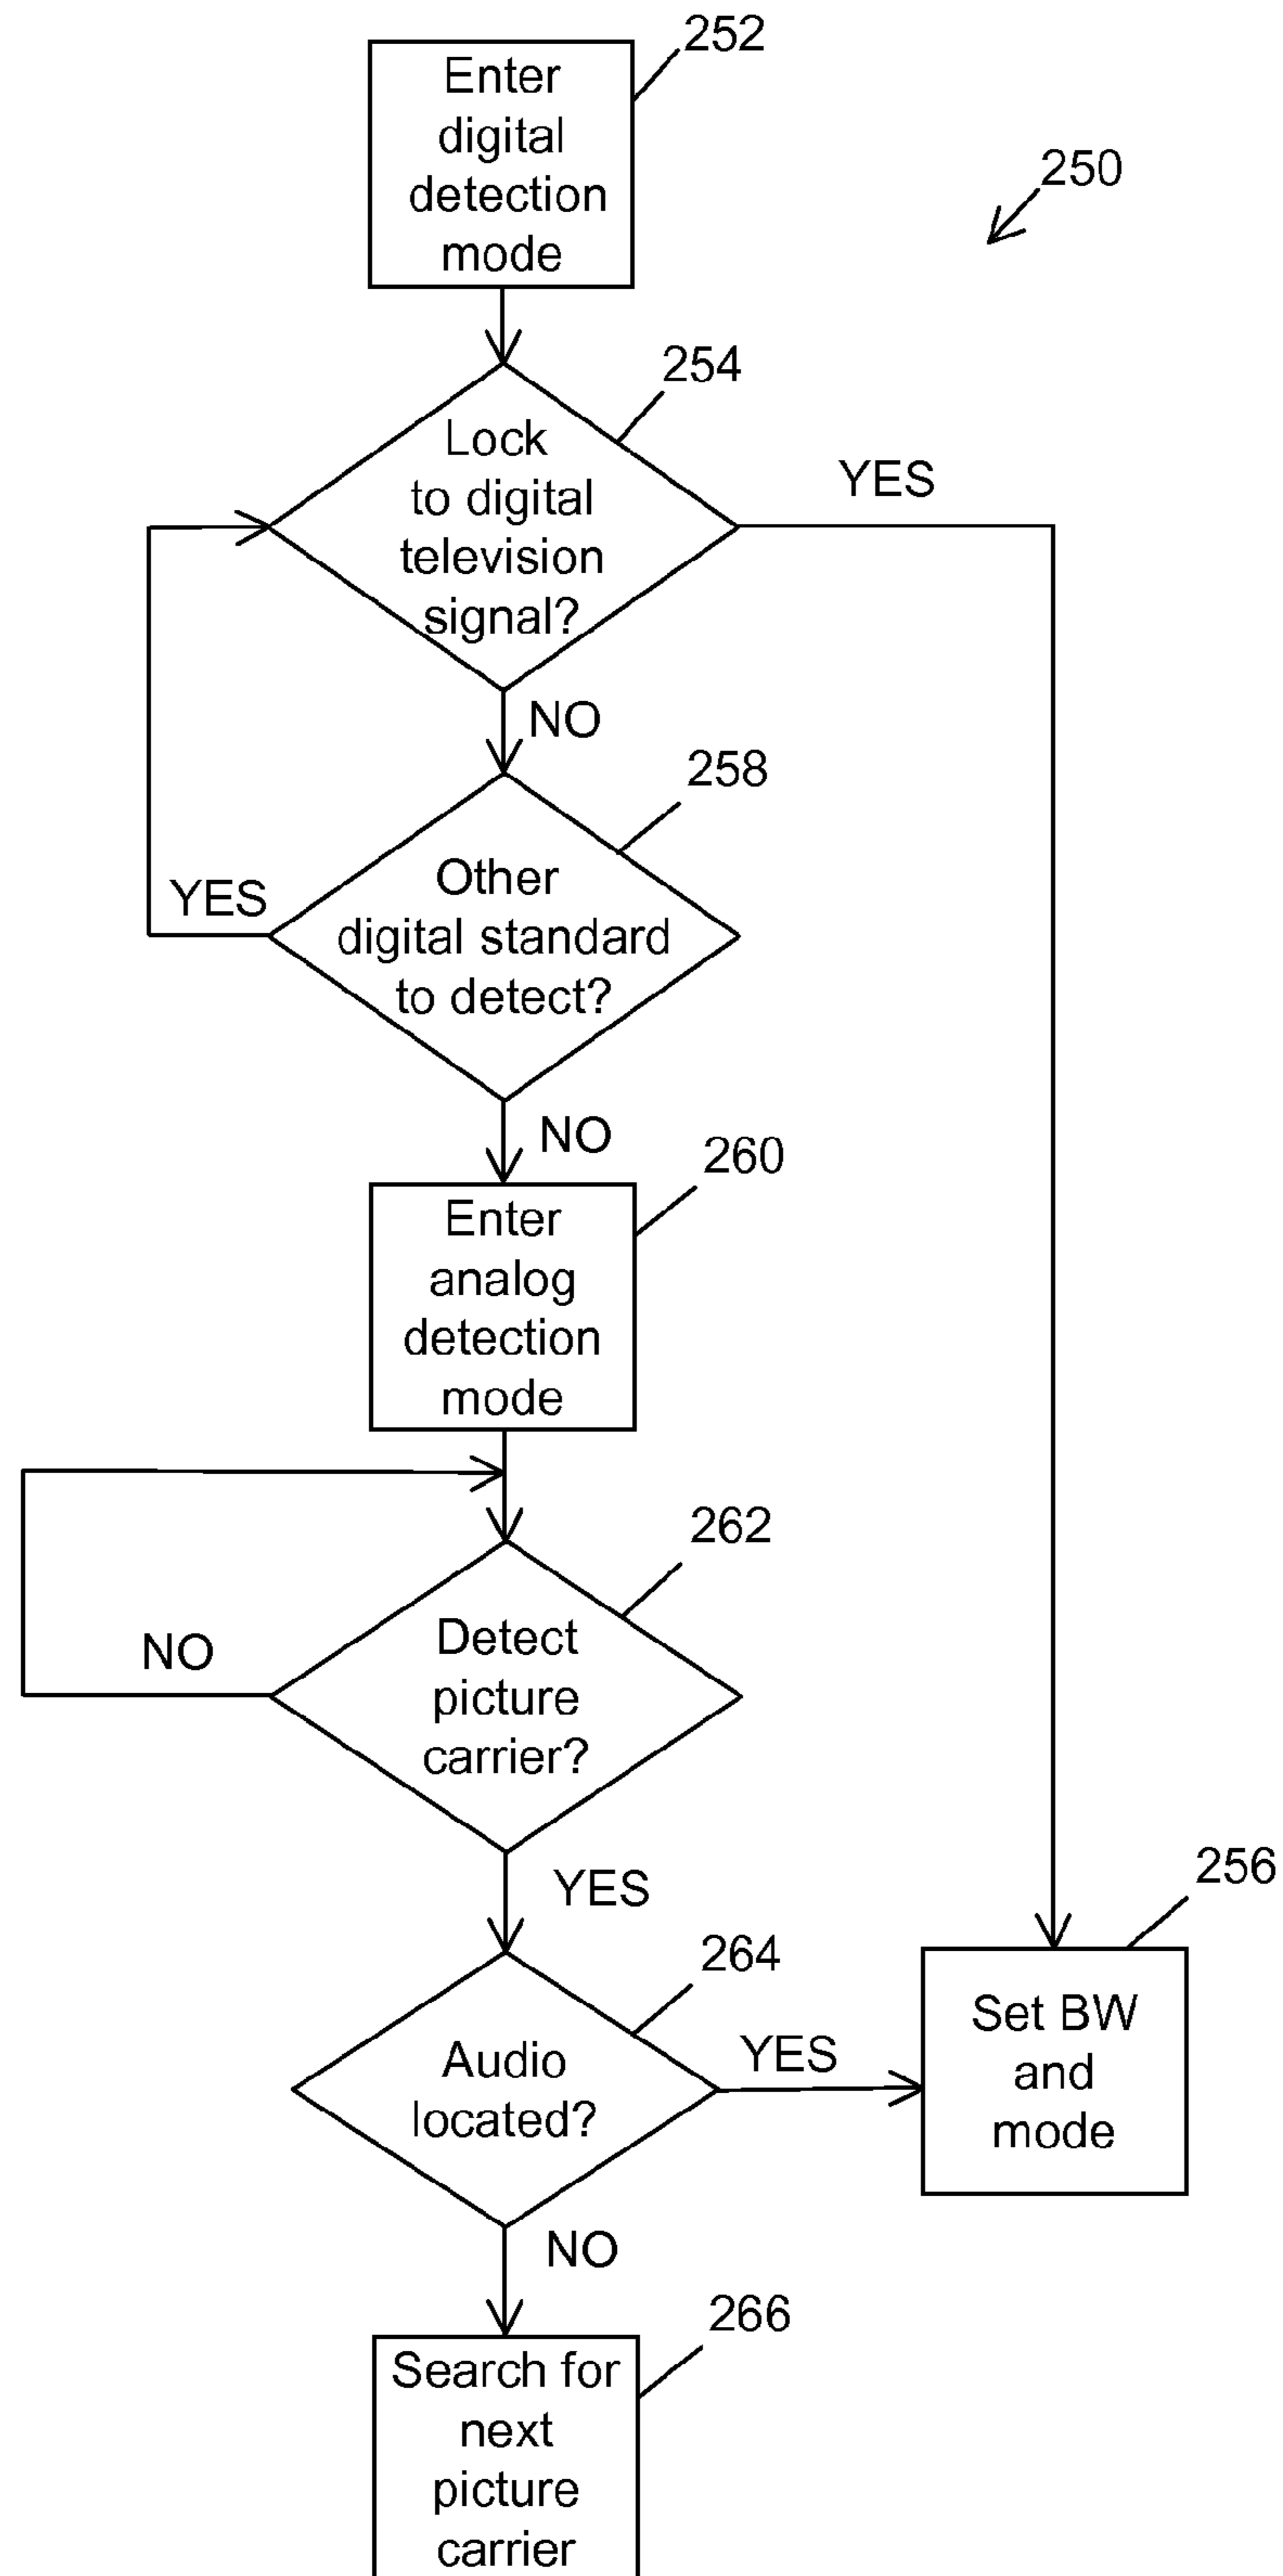 252
Enter
digital
detection
mode
250
254
Lock
to digital
television
signal?
YES
NO
258
Other
digital standard
to detect?
YES
NO
260
Enter
analog
detection
mode
262
Detect
picture
carrier?
NO
YES
256
264
Audio
located?
YES
Set BW
and
mode
NO
266
Search for
next
picture
carrier